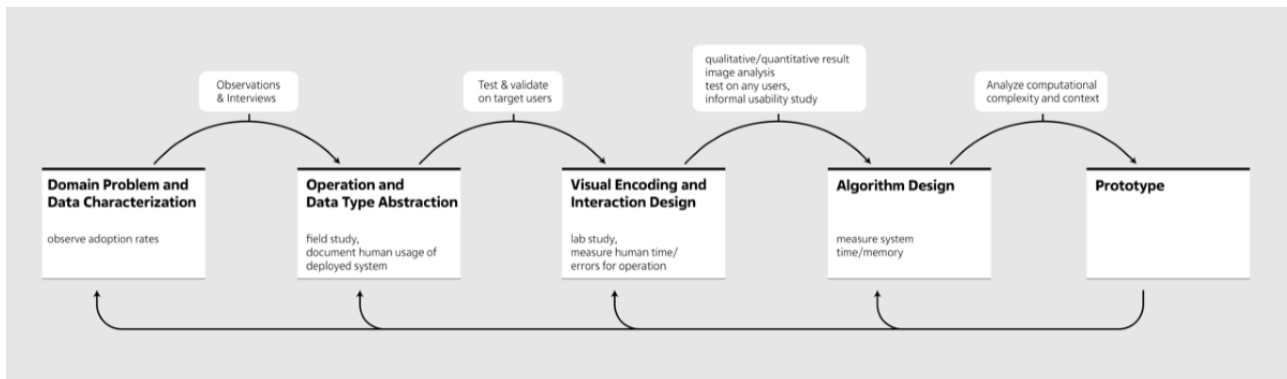 Observations
& Interviews
Test & validate
on target users
qualitative/quantitative result
image analysis
test on any users,
informal usability study
Analyze computational
complexity and context
Domain Problem and
Data Characterization
observe adoption rates
Operation and
Data Type Abstraction
field study,
document human usage of
deployed system
Visual Encoding and
Interaction Design
lab study,
measure human time/
errors for operation
Algorithm Design
measure system
time/memory
Prototype